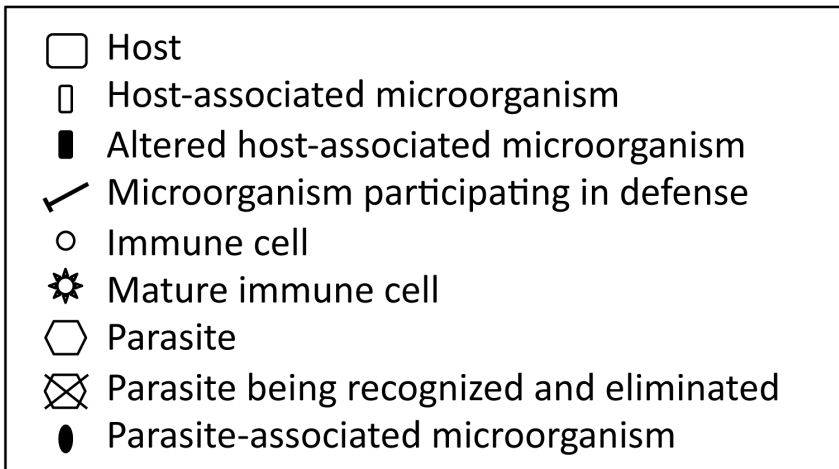 Host
Host-associated microorganism
Altered host-associated microorganism
Microorganism participating in defense
Immune cell
Mature immune cell
Parasite
Parasite being recognized and eliminated
Parasite-associated microorganism